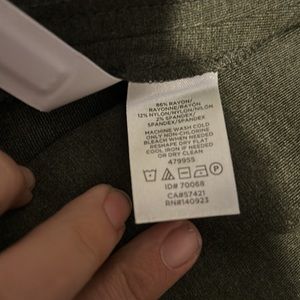 86% RAYON/
RAYONNE/RAYON
12% NYLON/NYLON/NILON
2% SPANDEX/
SPANDEX/SPANDEX
MACHINE WASH COLD
ONLY NON-CHLORINE
BLEACH WHEN NEEDED
RESHAPE DRY FLAT
COOL IRON IF NEEDED
OR DRY CLEAN
479955
P
ID# 70068
CA#57421
RN#140923